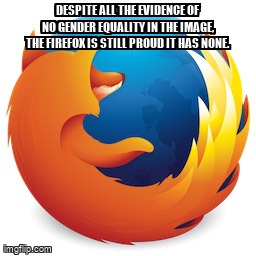 DESPITE ALL THE EVIDENCE OF
NO GENDER EQUALITY IN THE IMAGE,
THE FIREFOX IS STILL PROUD IT HAS NONE.
imgflip.com